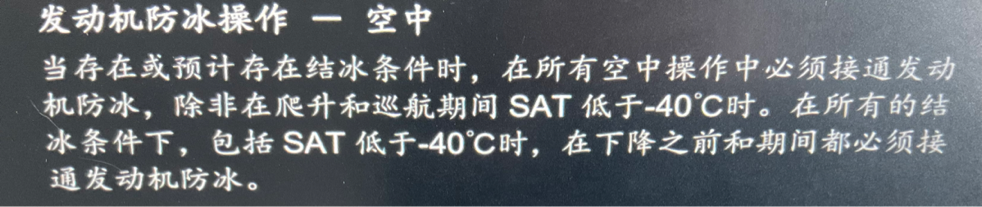 发动机防冰操作 — 空中
当存在或预计存在结冰条件时，在所有空中操作中必须接通发动
机防冰，除非在爬升和巡航期间 SAT 低于-40℃时。在所有的结
冰条件下，包括 SAT 低于-40℃时，在下降之前和期间都必须接
通发动机防冰。